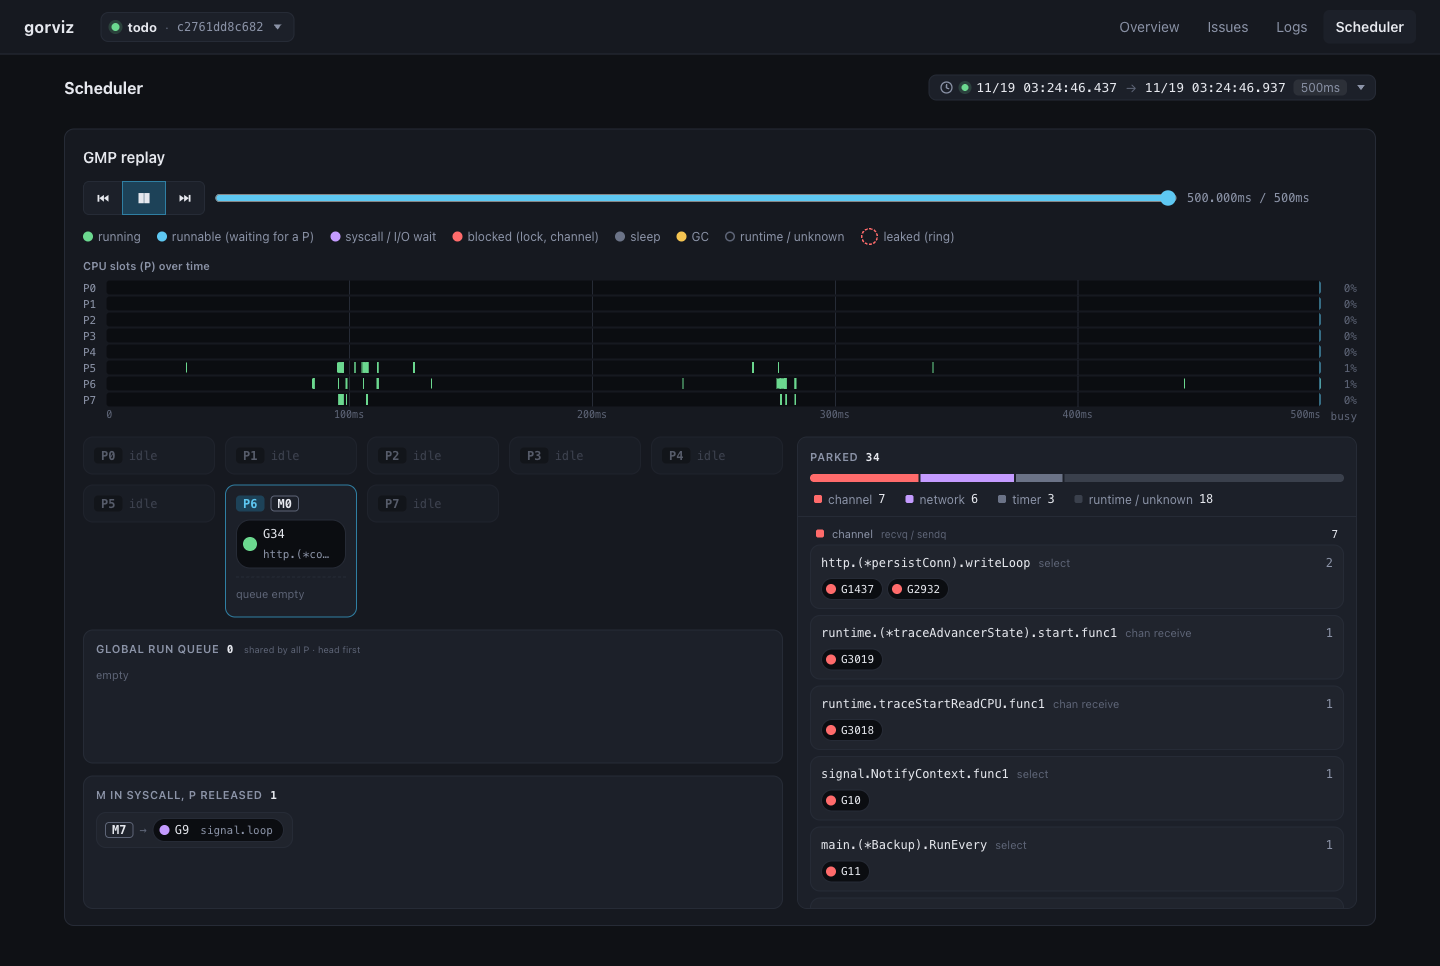 gorviz
todo · c2761dd8c682
Overview Issues Logs Scheduler
Scheduler
11/19 03:24:46.437 → 11/19 03:24:46.937 500ms
GMP replay
500.000ms / 500ms
running runnable (waiting for a P) syscall / I/O wait blocked (lock, channel) sleep GC runtime / unknown leaked (ring)
CPU slots (P) over time
P0 0%
P1 0%
P2 0%
P3 0%
P4 0%
P5 1%
P6 1%
P7 0%
0 100ms 200ms 300ms 400ms 500ms busy
P0 idle
P1 idle
P2 idle
P3 idle
P4 idle
P5 idle
P6 M0
G34
http.(*co…
queue empty
P7 idle
GLOBAL RUN QUEUE 0 shared by all P · head first
empty
M IN SYSCALL, P RELEASED 1
M7 → G9 signal.loop
PARKED 34
channel 7 network 6 timer 3 runtime / unknown 18
channel recvq / sendq 7
http.(*persistConn).writeLoop select 2
G1437 G2932
runtime.(*traceAdvancerState).start.func1 chan receive 1
G3019
runtime.traceStartReadCPU.func1 chan receive 1
G3018
signal.NotifyContext.func1 select 1
G10
main.(*Backup).RunEvery select 1
G11